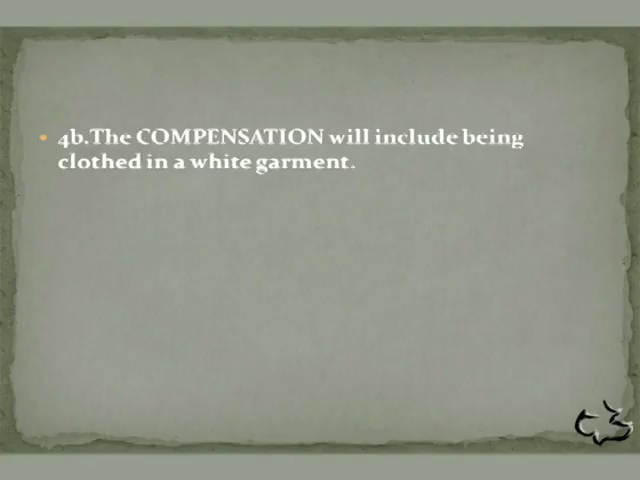 4b.The COMPENSATION will include being
clothed in a white garment.